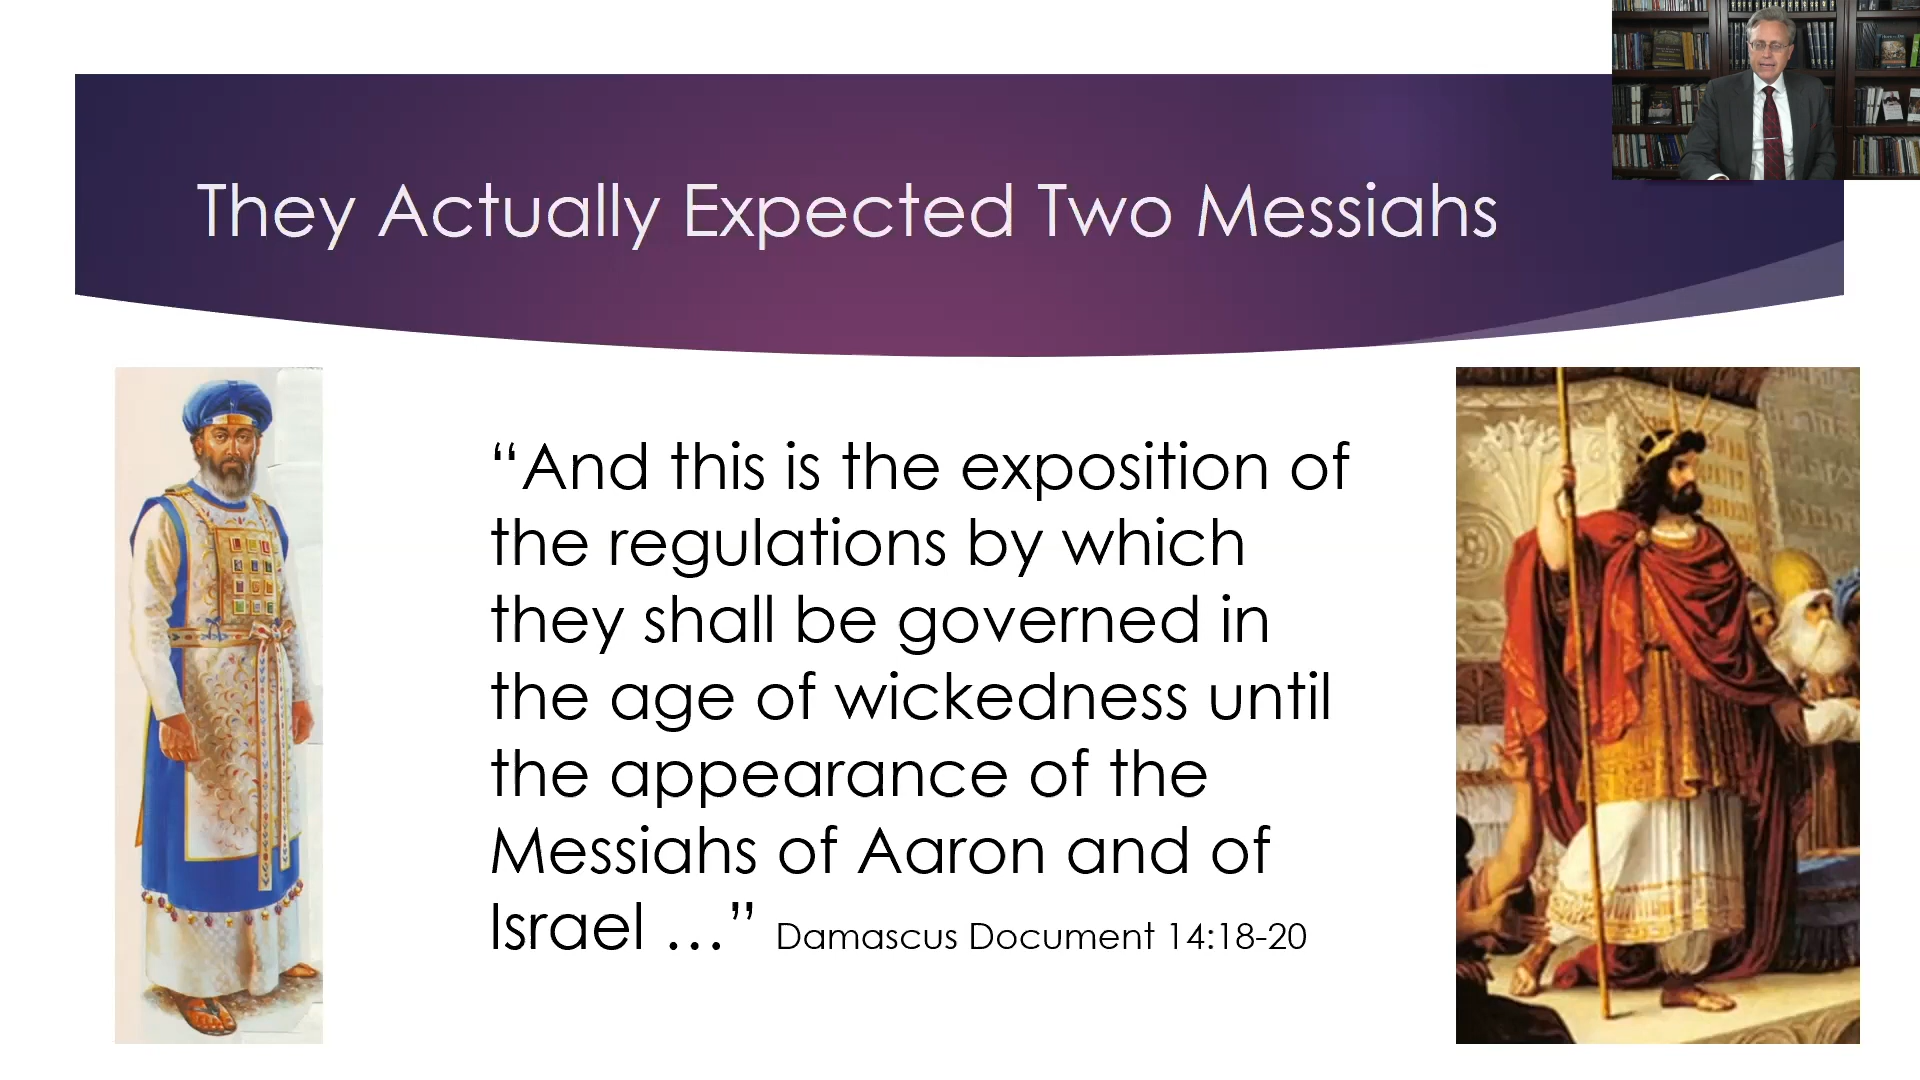 They Actually Expected Two Messiahs
“And this is the exposition of
the regulations by which
they shall be governed in
the age of wickedness until
the appearance of the
Messiahs of Aaron and of
Israel …” Damascus Document 14:18-20